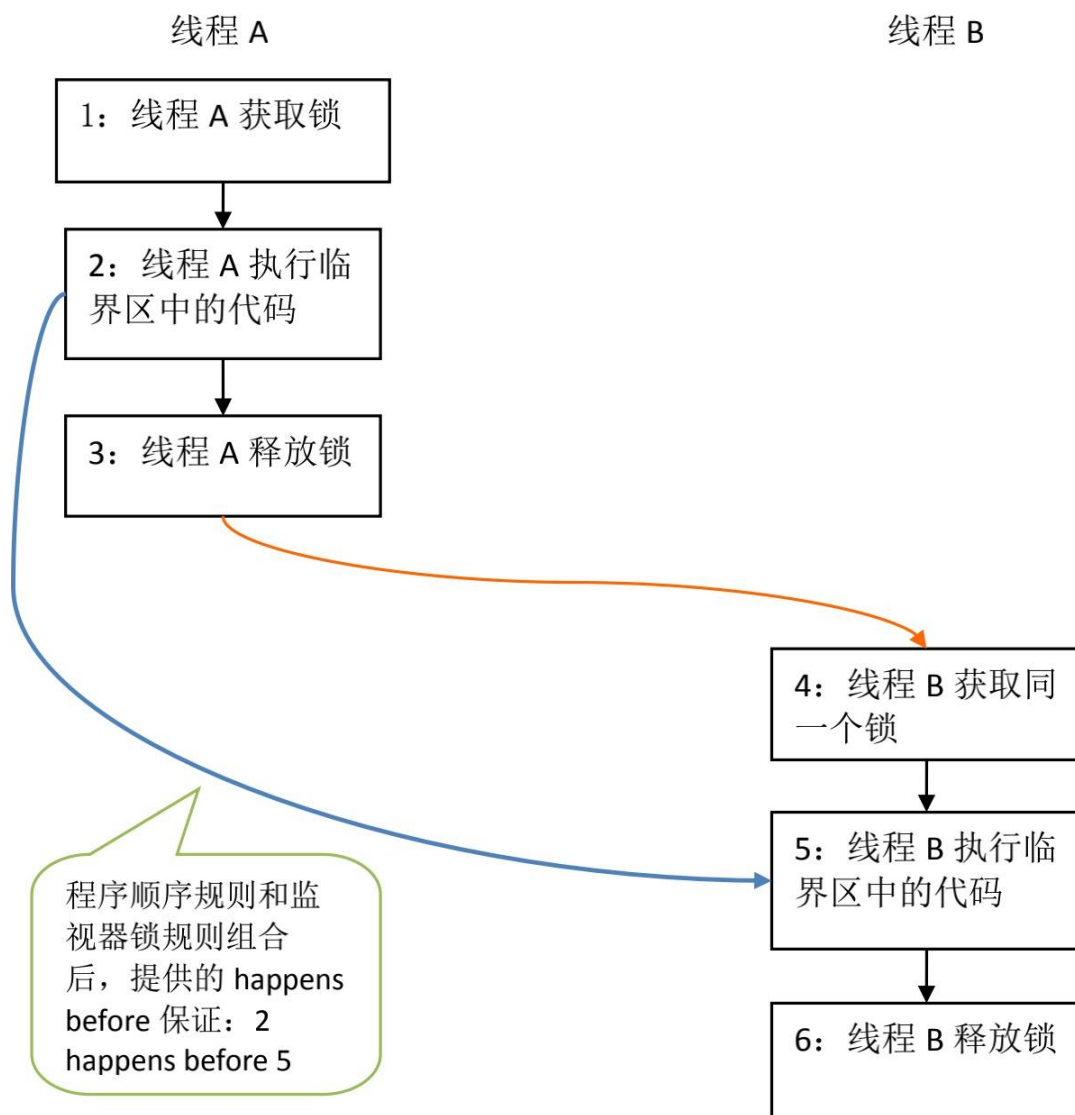 线程 A
线程 B
1：线程 A 获取锁
2：线程 A 执行临
界区中的代码
3：线程 A 释放锁
4：线程 B 获取同
一个锁
5：线程 B 执行临
界区中的代码
6：线程 B 释放锁
程序顺序规则和监
视器锁规则组合
后，提供的 happens
before 保证：2
happens before 5